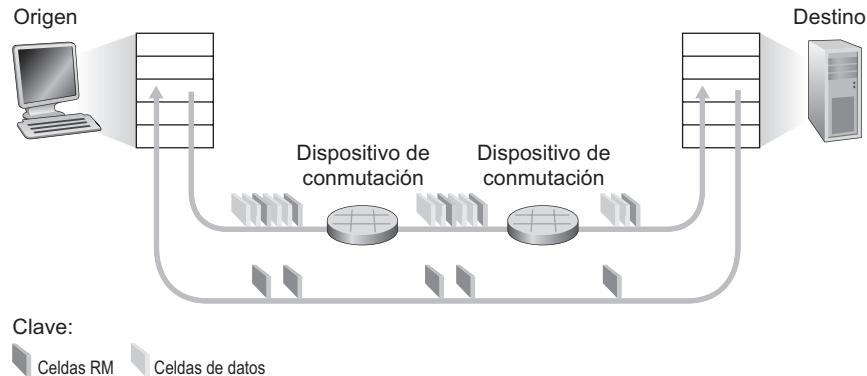 Origen
Destino
Dispositivo de
conmutación
Dispositivo de
conmutación
Clave:
Celdas RM
Celdas de datos